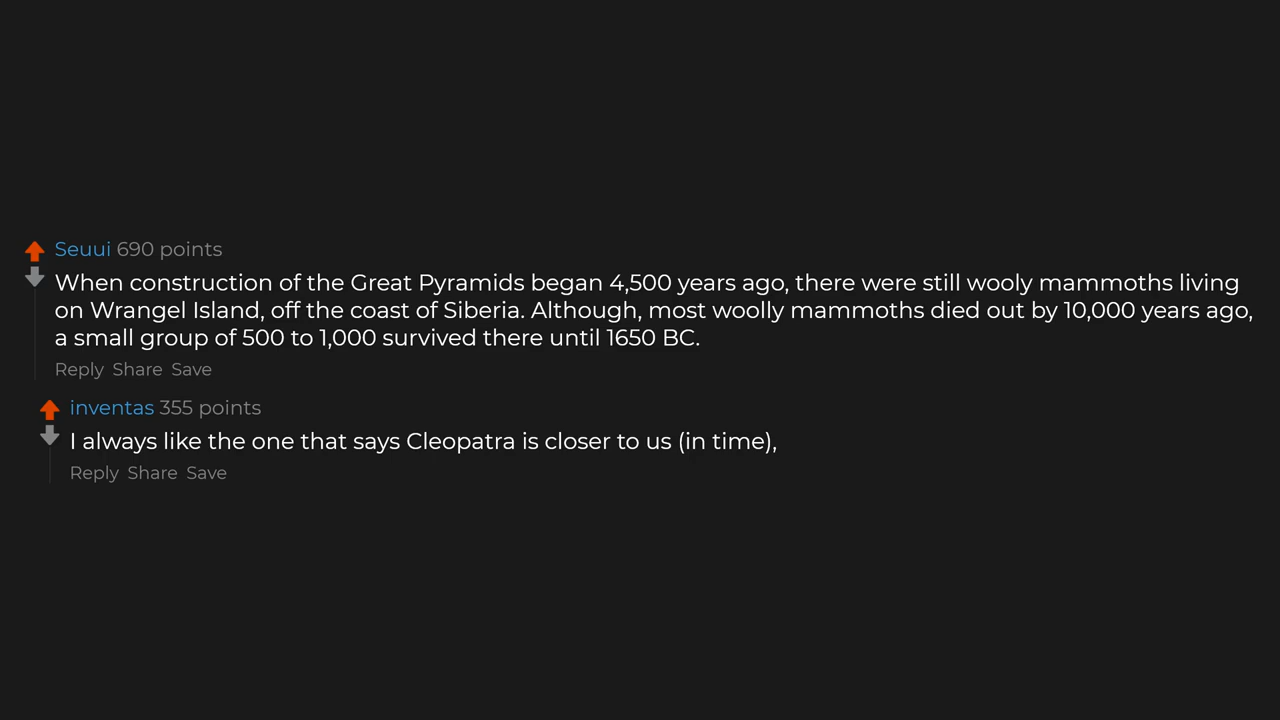 Seuui 690 points
When construction of the Great Pyramids began 4,500 years ago, there were still wooly mammoths living
on Wrangel Island, off the coast of Siberia. Although, most woolly mammoths died out by 10,000 years ago,
a small group of 500 to 1,000 survived there until 1650 BC.
Reply Share Save
inventas 355 points
I always like the one that says Cleopatra is closer to us (in time),
Reply Share Save